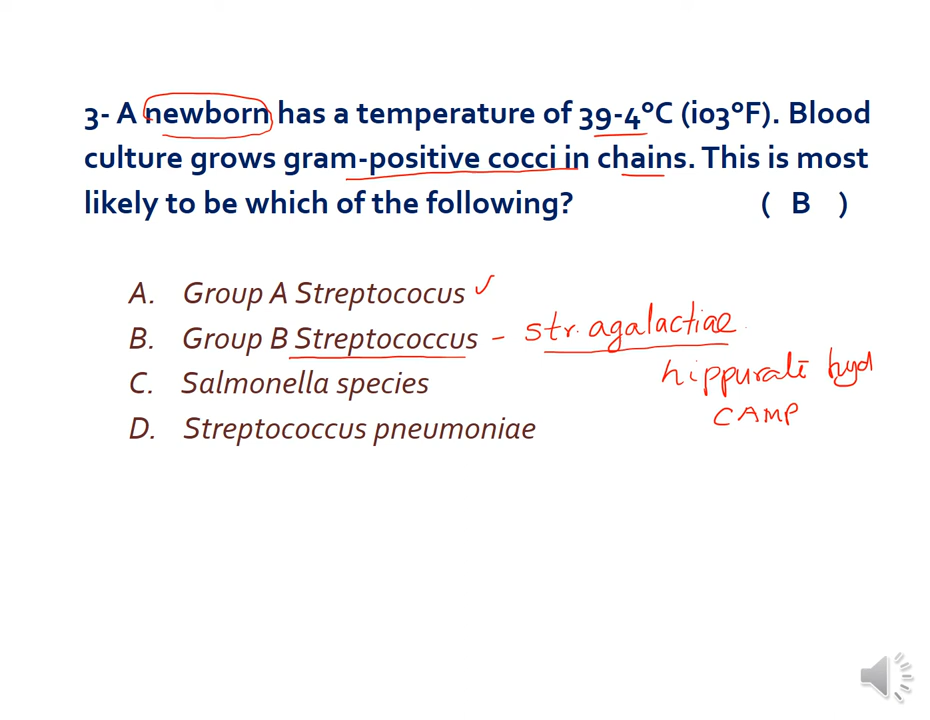 3- A newborn has a temperature of 39-4°C (i03°F). Blood
culture grows gram-positive cocci in chains. This is most
likely to be which of the following? ( B )
A. Group A Streptococus ✓
B. Group B Streptococcus - str. agalactiae
hippurate hyd
C. Salmonella species
CAMP
D. Streptococcus pneumoniae